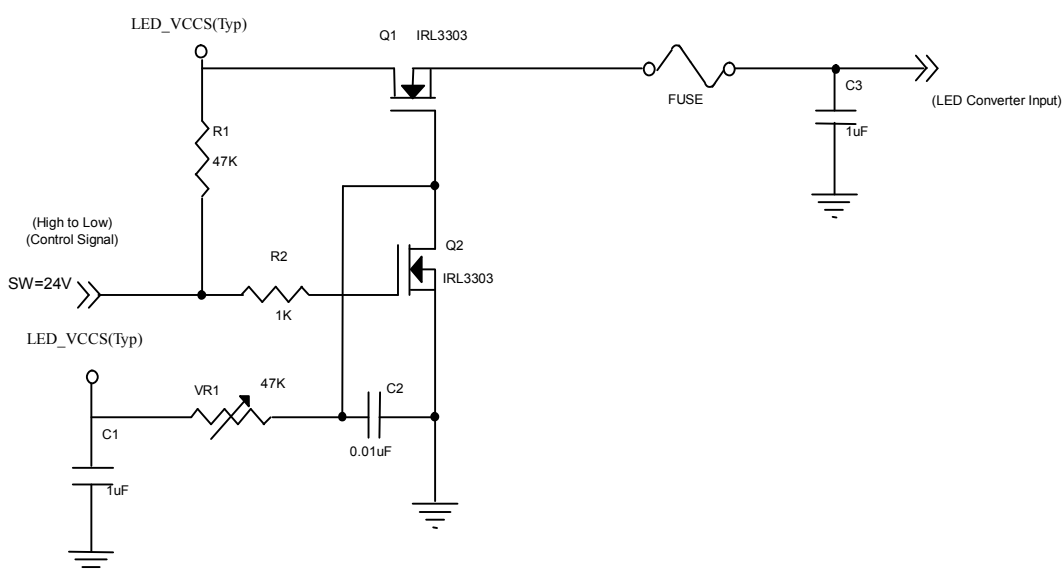 LED_VCCS(Typ)
Q1 IRL3303
FUSE
C3
1uF
(LED Converter Input)
R1
47K
(High to Low)
(Control Signal)
SW=24V
R2
1K
Q2
IRL3303
LED_VCCS(Typ)
VR1
47K
C2
0.01uF
C1
1uF